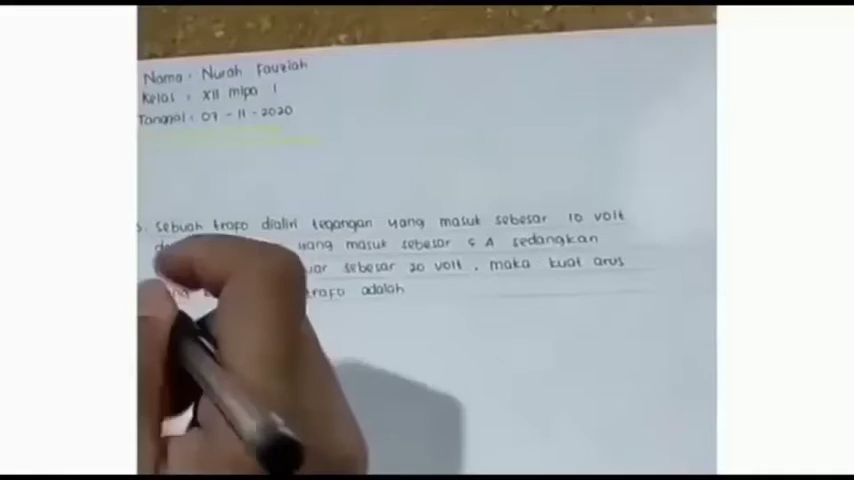 Nama : Nurah Fauziah
Kelas : XII mipa 1
Tanggal : 07 - 11 - 2020
Sebuah trafo dialiri tegangan yang masuk sebesar 10 volt
yang masuk sebesar 5 A sedangkan
sebesar 20 volt , maka kuat arus
trafo adalah